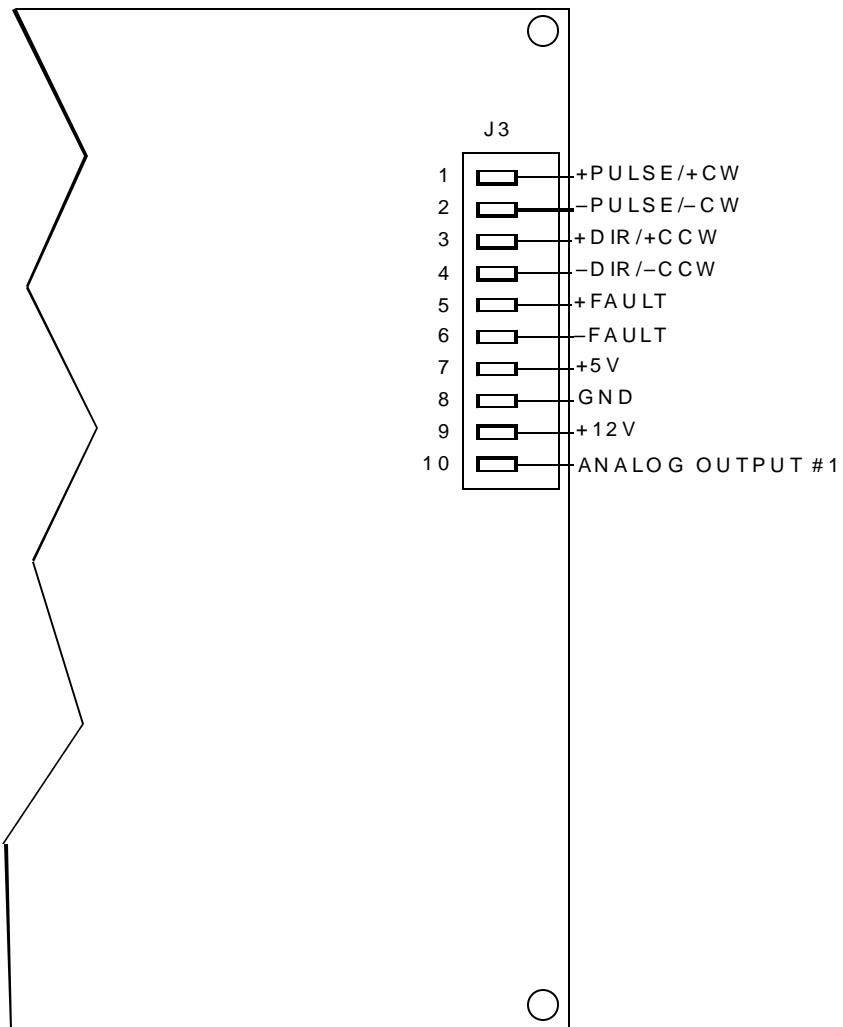 J3
1 +PULSE/+CW
2 –PULSE/–CW
3 +DIR/+CCW
4 –DIR/–CCW
5 +FAULT
6 –FAULT
7 +5V
8 GND
9 +12V
10 ANALOG OUTPUT #1